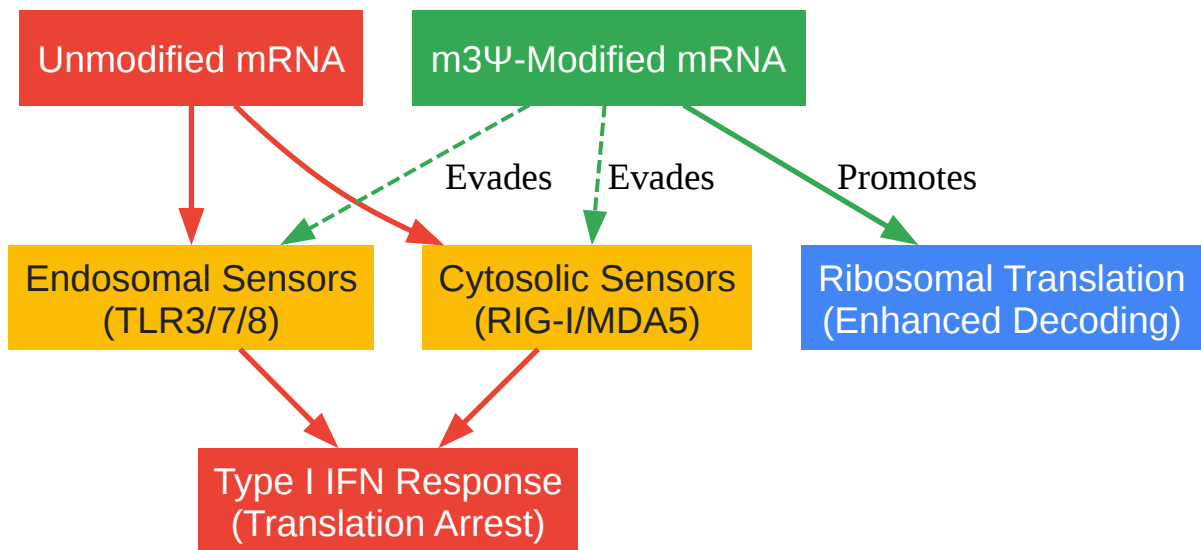 Unmodified mRNA
m3Ψ-Modified mRNA
Evades
Evades
Promotes
Endosomal Sensors
(TLR3/7/8)
Cytosolic Sensors
(RIG-I/MDA5)
Ribosomal Translation
(Enhanced Decoding)
Type I IFN Response
(Translation Arrest)